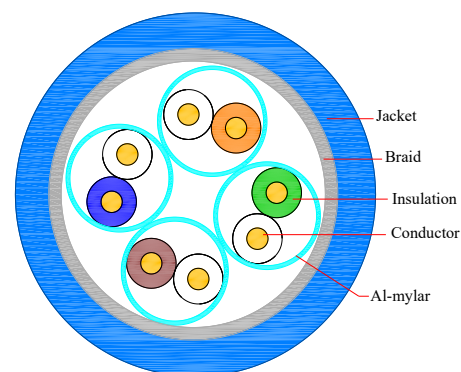 Jacket
Braid
Insulation
Conductor
Al-mylar